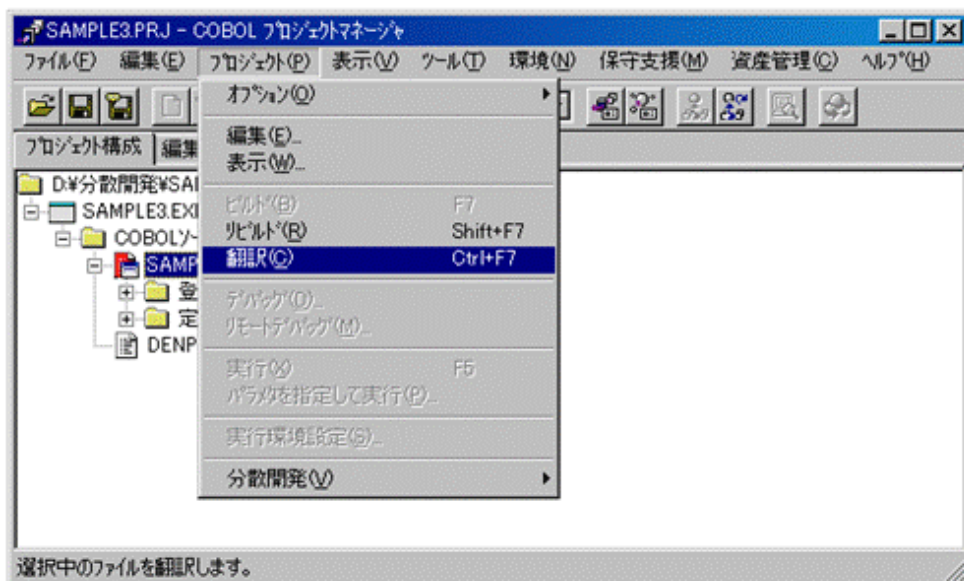 SAMPLE3.PRJ - COBOL プロジェクトマネージャ
ファイル(F) 編集(E) プロジェクト(P) 表示(V) ツール(T) 環境(N) 保守支援(M) 資産管理(C) ヘルプ(H)
オプション(O)
プロジェクト構成 編集
編集(E)...
表示(W)...
D:¥分散開発¥SA
SAMPLE3.EX
ビルド(B) F7
COBOLソー
リビルド(R) Shift+F7
SAMP
翻訳(C) Ctrl+F7
登
デバッグ(D)...
定
リモートデバッグ(M)...
DENP
実行(X) F5
パラメタを指定して実行(P)...
実行環境設定(S)...
分散開発(V)
選択中のファイルを翻訳します。